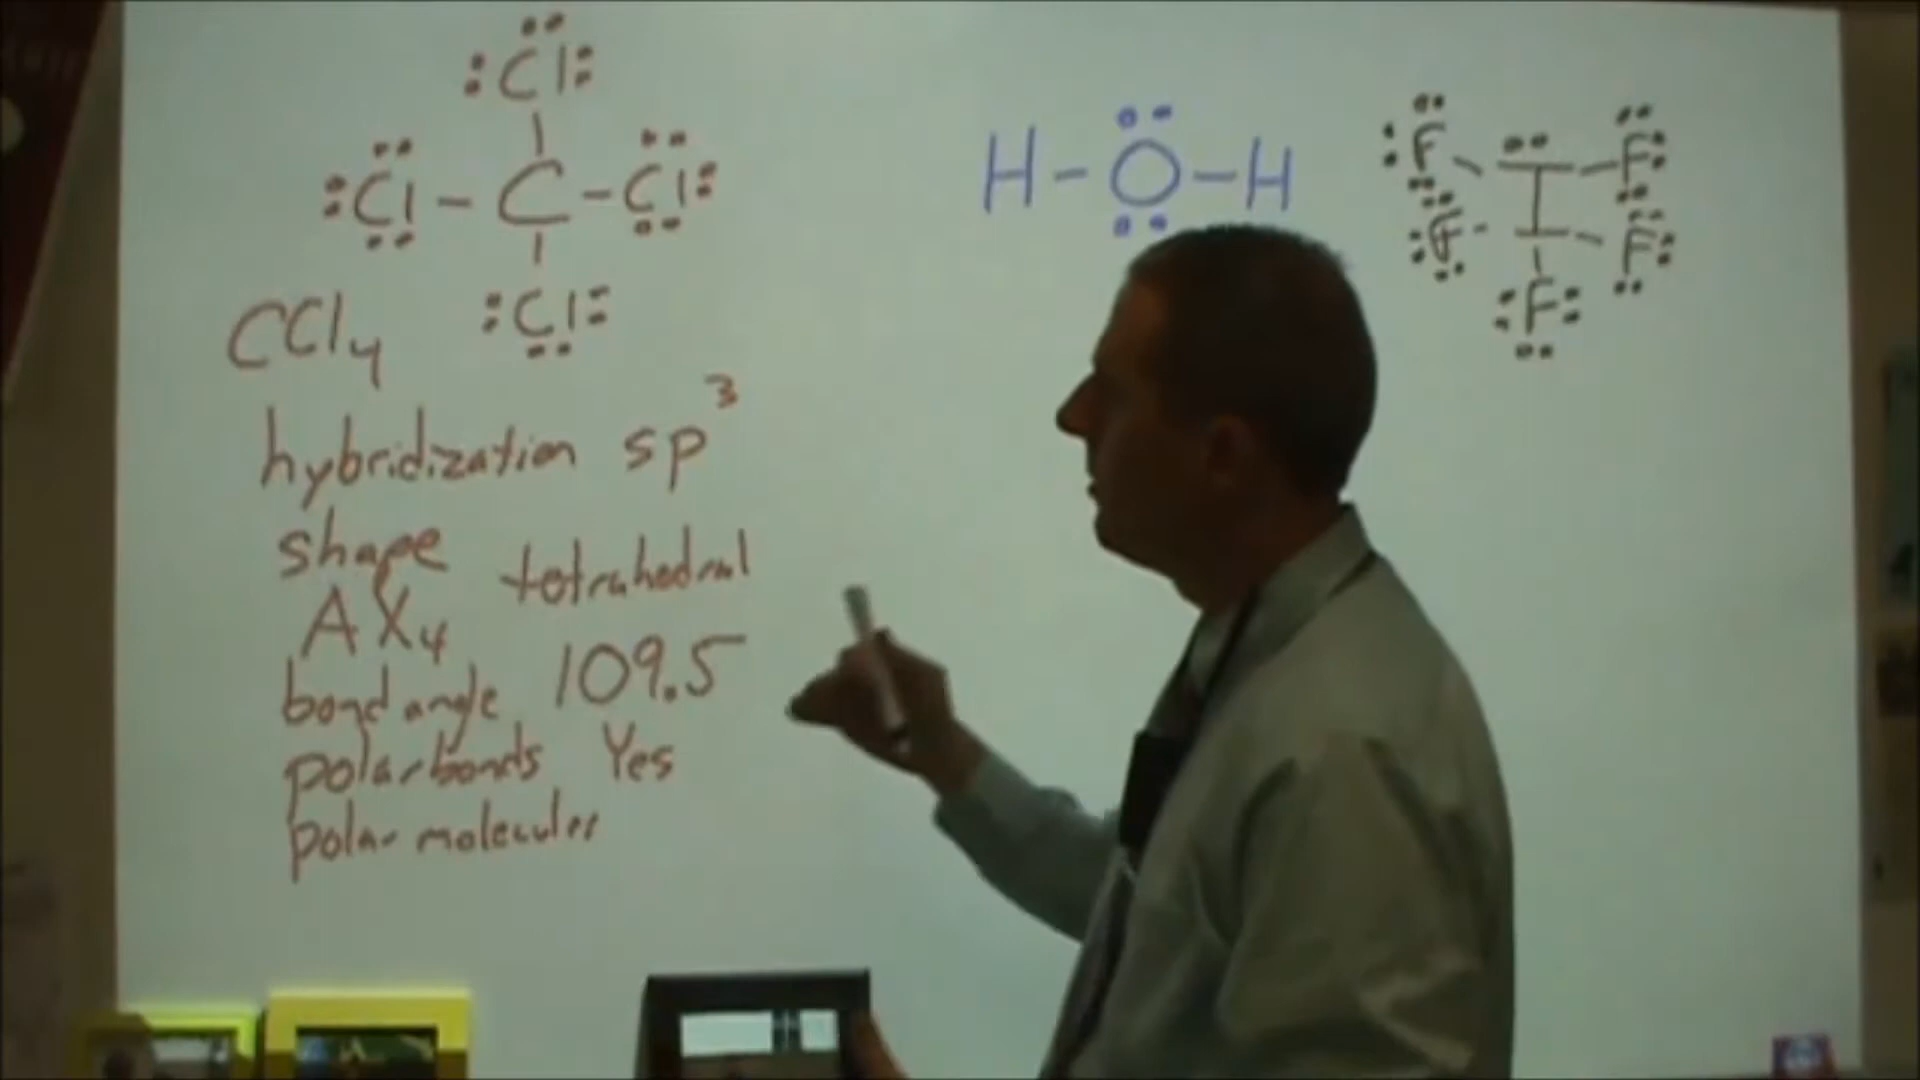 Cl
Cl - C - Cl
Cl
CCl4
hybridization sp3
shape tetrahedral
AX4
bond angle 109.5
polar bonds Yes
polar molecules
H - O - H
F I F
F F
F